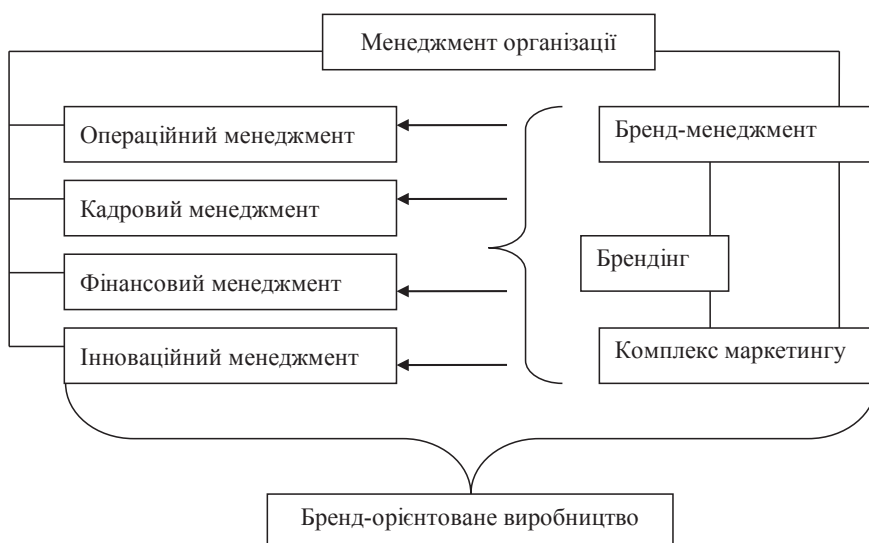 Менеджмент організації
Операційний менеджмент
Бренд-менеджмент
Кадровий менеджмент
Брендінг
Фінансовий менеджмент
Інноваційний менеджмент
Комплекс маркетингу
Бренд-орієнтоване виробництво